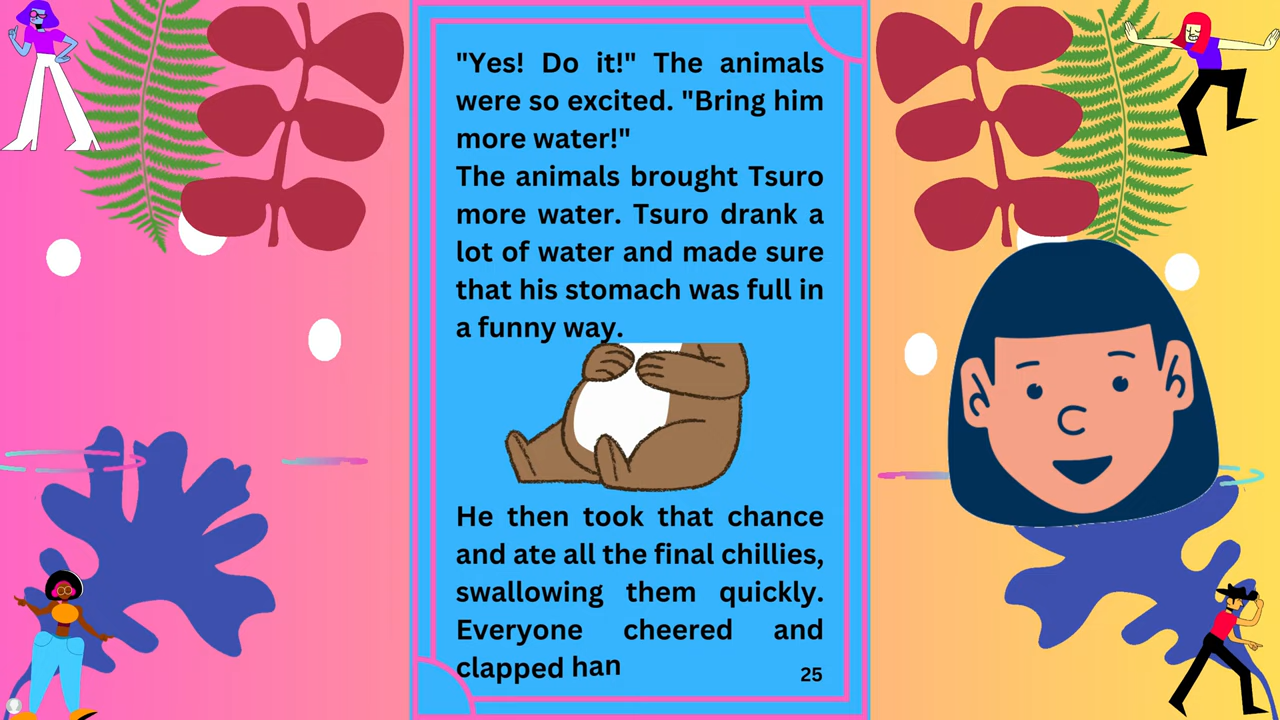 "Yes! Do it!" The animals
were so excited. "Bring him
more water!"
The animals brought Tsuro
more water. Tsuro drank a
lot of water and made sure
that his stomach was full in
a funny way.
He then took that chance
and ate all the final chillies,
swallowing them quickly.
Everyone cheered and
clapped han
25